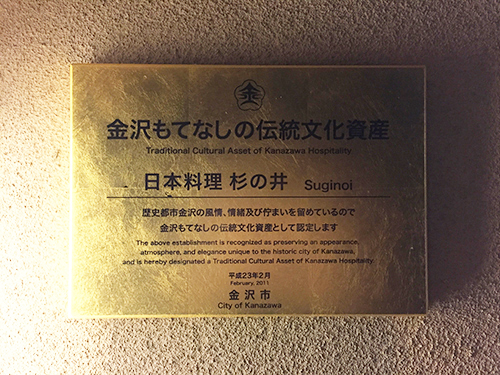 金沢もてなしの伝統文化資産
Traditional Cultural Asset of Kanazawa Hospitality
日本料理 杉の井 Suginoi
歴史都市金沢の風情、情緒及び佇まいを留めているので
金沢もてなしの伝統文化資産として認定します
The above establishment is recognized as preserving an appearance,
atmosphere, and elegance unique to the historic city of Kanazawa,
and is hereby designated a Traditional Cultural Asset of Kanazawa Hospitality.
平成23年2月
February, 2011
金沢市
City of Kanazawa